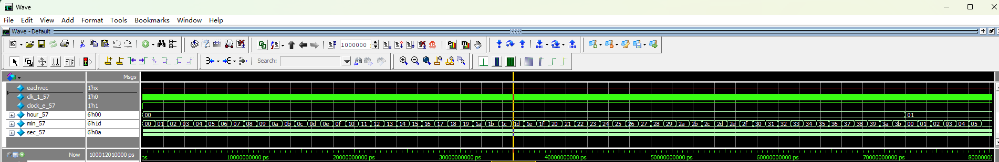 Wave
File Edit View Add Format Tools Bookmarks Window Help
Wave - Default
1000000
Search:
Msgs
eachvec 1'hx
clk_1_57 1'h0
clock_e_57 1'h1
hour_57 6'h00 00 01
min_57 6'h1d 00 01 02 03 04 05 06 07 08 09 0a 0b 0c 0d 0e 0f 10 11 12 13 14 15 16 17 18 19 1a 1b 1c 1d 1e 1f 20 21 22 23 24 25 26 27 28 29 2a 2b 2c 2d 2e 2f 30 31 32 33 34 35 36 37 38 39 3a 3b 00 01 02 03 04 05
sec_57 6'h0a
Now 100012010000 ps ps 10000000000 ps 20000000000 ps 30000000000 ps 40000000000 ps 50000000000 ps 60000000000 ps 70000000000 ps 80000000